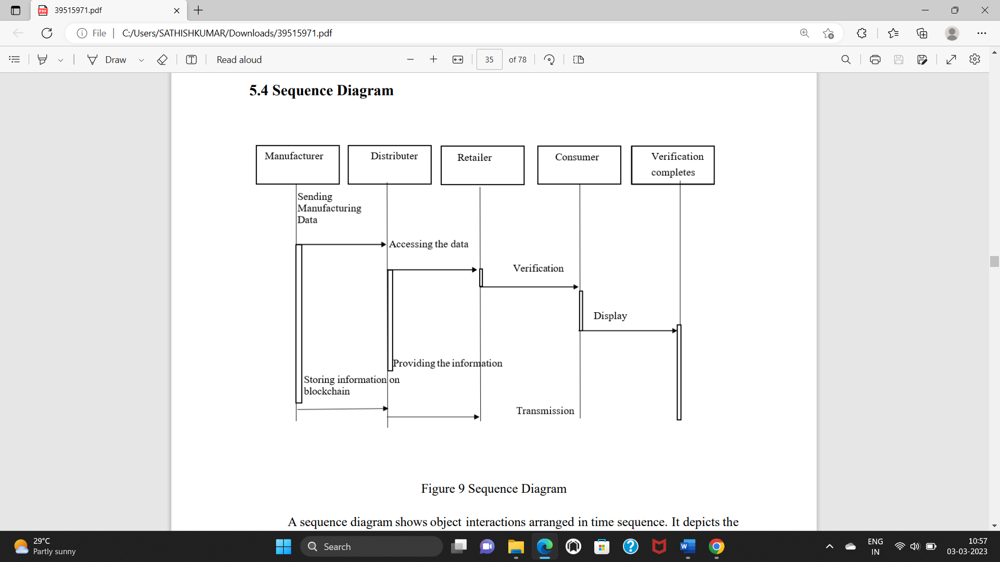 39515971.pdf
File
C:/Users/SATHISHKUMAR/Downloads/39515971.pdf
Draw
Read aloud
35 of 78
5.4 Sequence Diagram
Manufacturer
Distributer
Retailer
Consumer
Verification
completes
Sending
Manufacturing
Data
Accessing the data
Verification
Display
Providing the information
Storing information on
blockchain
Transmission
Figure 9 Sequence Diagram
A sequence diagram shows object interactions arranged in time sequence. It depicts the
29°C
Partly sunny
Search
ENG
IN
10:57
03-03-2023